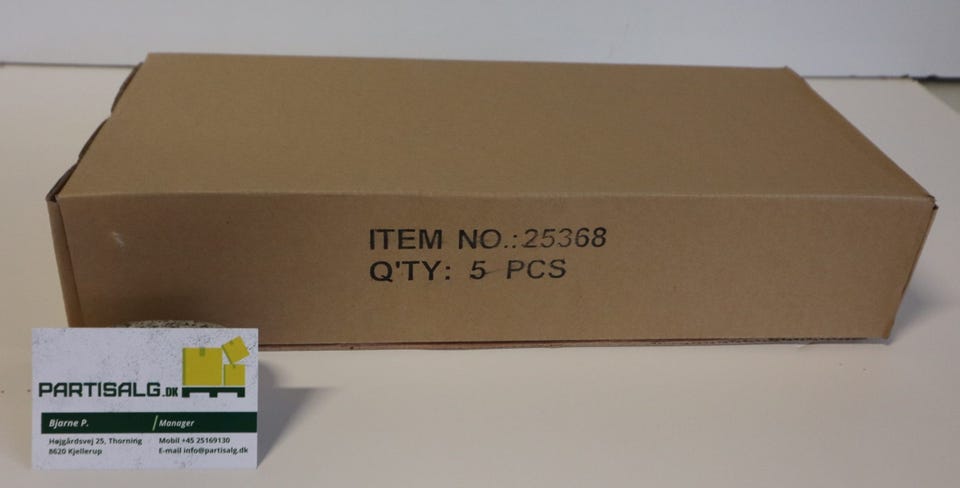 ITEM NO.:25368
Q'TY: 5 PCS
PARTISALG.DK
Bjarne P.
Manager
Højgårdsvej 25, Thorning
8620 Kjellerup
Mobil +45 25169130
E-mail info@partisalg.dk